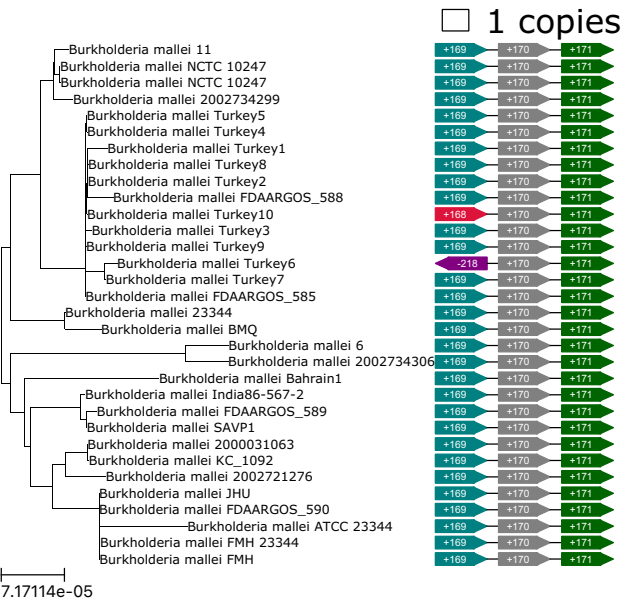 1 copies
Burkholderia mallei 11 +169 +170 +171
Burkholderia mallei NCTC 10247 +169 +170 +171
Burkholderia mallei NCTC 10247 +169 +170 +171
Burkholderia mallei 2002734299 +169 +170 +171
Burkholderia mallei Turkey5 +169 +170 +171
Burkholderia mallei Turkey4 +169 +170 +171
Burkholderia mallei Turkey1 +169 +170 +171
Burkholderia mallei Turkey8 +169 +170 +171
Burkholderia mallei Turkey2 +169 +170 +171
Burkholderia mallei FDAARGOS_588 +169 +170 +171
Burkholderia mallei Turkey10 +168 +170 +171
Burkholderia mallei Turkey3 +169 +170 +171
Burkholderia mallei Turkey9 +169 +170 +171
Burkholderia mallei Turkey6 -218 +170 +171
Burkholderia mallei Turkey7 +169 +170 +171
Burkholderia mallei FDAARGOS_585 +169 +170 +171
Burkholderia mallei 23344 +169 +170 +171
Burkholderia mallei BMQ +169 +170 +171
Burkholderia mallei 6 +169 +170 +171
Burkholderia mallei 2002734306 +169 +170 +171
Burkholderia mallei Bahrain1 +169 +170 +171
Burkholderia mallei India86-567-2 +169 +170 +171
Burkholderia mallei FDAARGOS_589 +169 +170 +171
Burkholderia mallei SAVP1 +169 +170 +171
Burkholderia mallei 2000031063 +169 +170 +171
Burkholderia mallei KC_1092 +169 +170 +171
Burkholderia mallei 2002721276 +169 +170 +171
Burkholderia mallei JHU +169 +170 +171
Burkholderia mallei FDAARGOS_590 +169 +170 +171
Burkholderia mallei ATCC 23344 +169 +170 +171
Burkholderia mallei FMH 23344 +169 +170 +171
Burkholderia mallei FMH +169 +170 +171
7.17114e-05